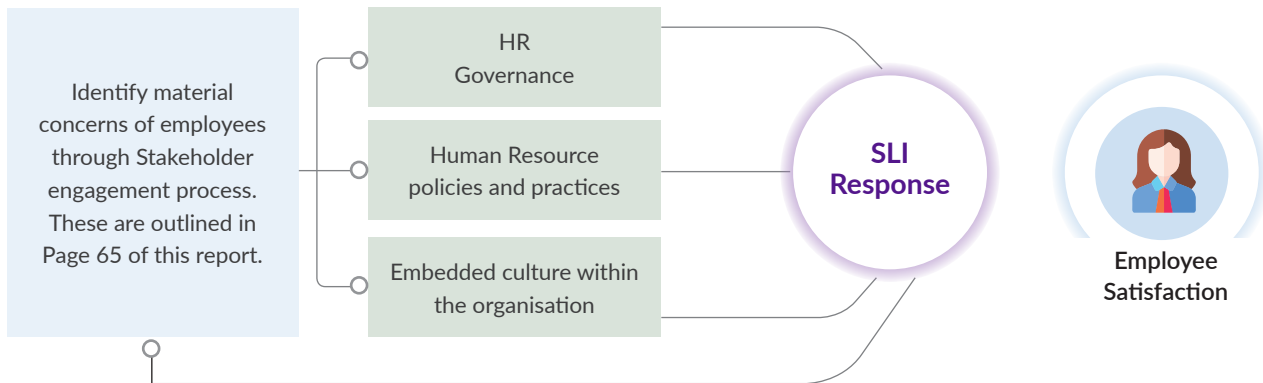 Identify material
concerns of employees
through Stakeholder
engagement process.
These are outlined in
Page 65 of this report.
HR
Governance
Human Resource
policies and practices
Embedded culture within
the organisation
SLI
Response
Employee
Satisfaction